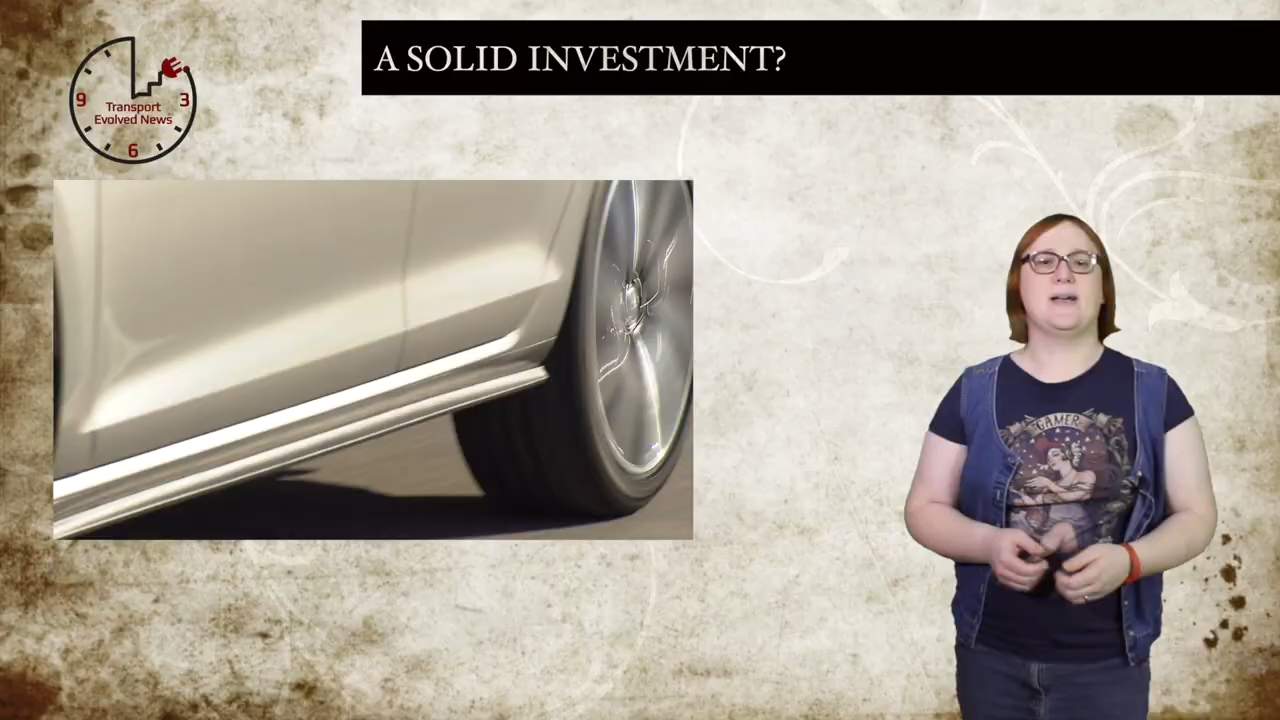 A SOLID INVESTMENT?
9
3
Transport
Evolved News
6
GAMER